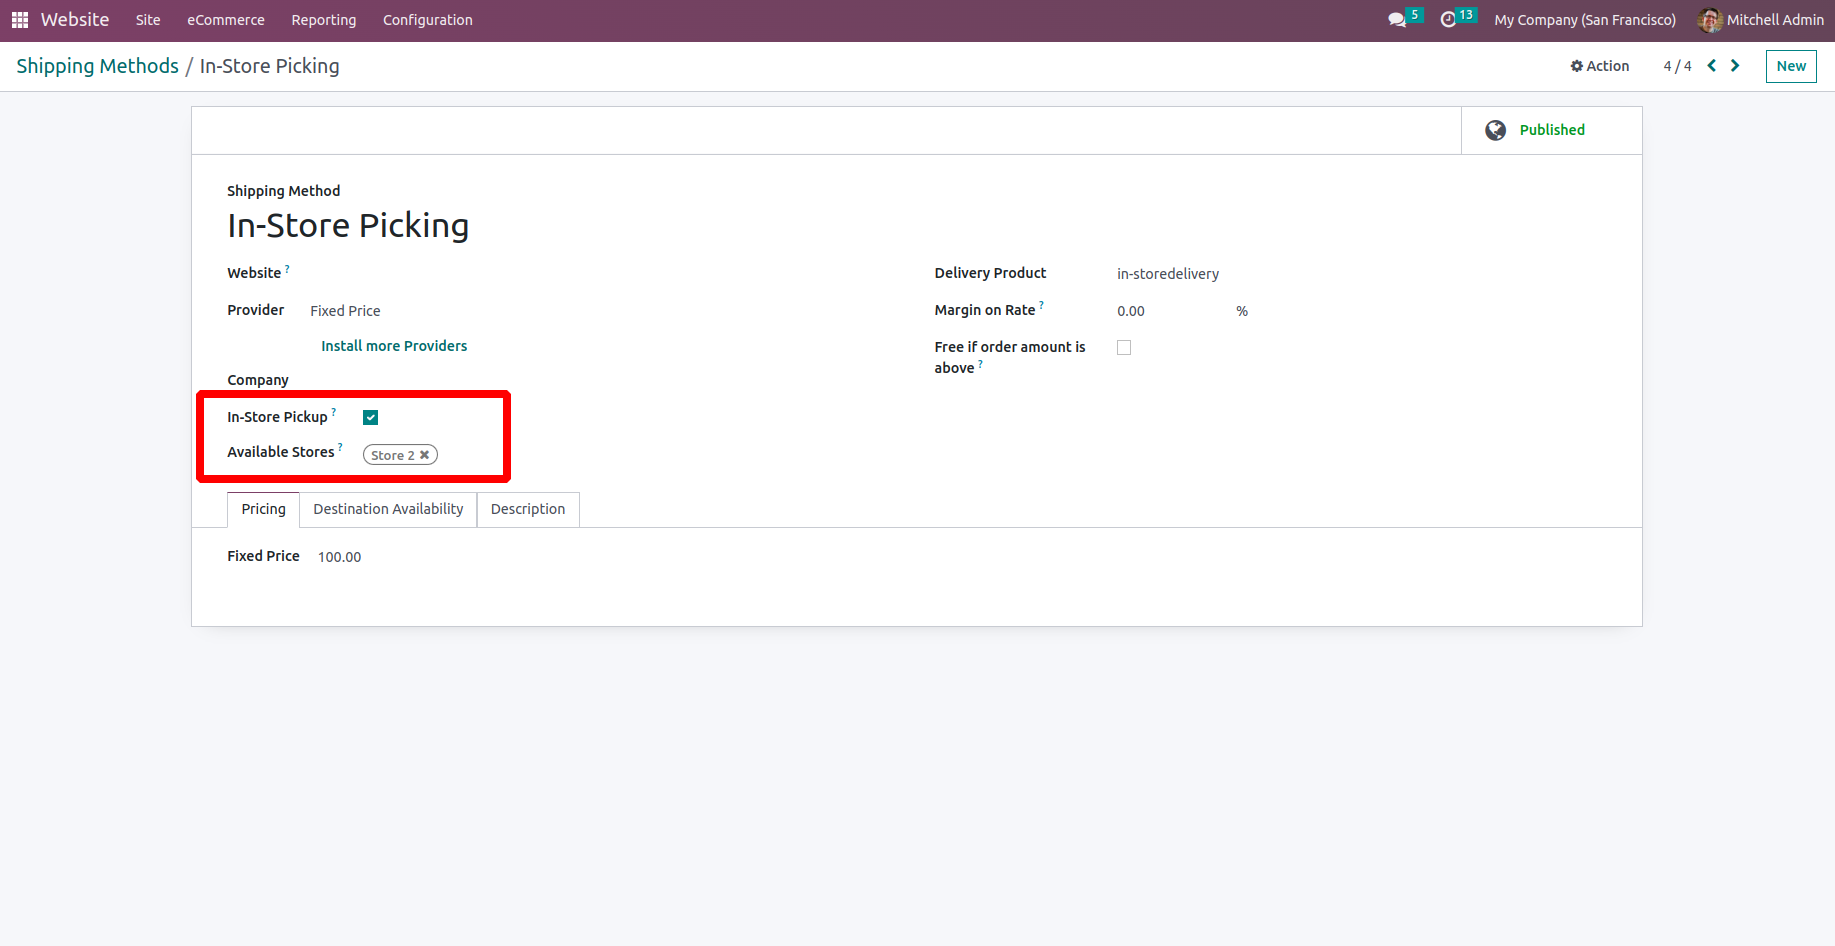 Website Site eCommerce Reporting Configuration 5 13 My Company (San Francisco) Mitchell Admin
Shipping Methods / In-Store Picking Action 4 / 4 New
Published
Shipping Method
In-Store Picking
Website ?
Provider Fixed Price
Install more Providers
Company
In-Store Pickup ?
Available Stores ? Store 2 ✖
Delivery Product in-storedelivery
Margin on Rate ? 0.00 %
Free if order amount is
above ?
Pricing Destination Availability Description
Fixed Price 100.00